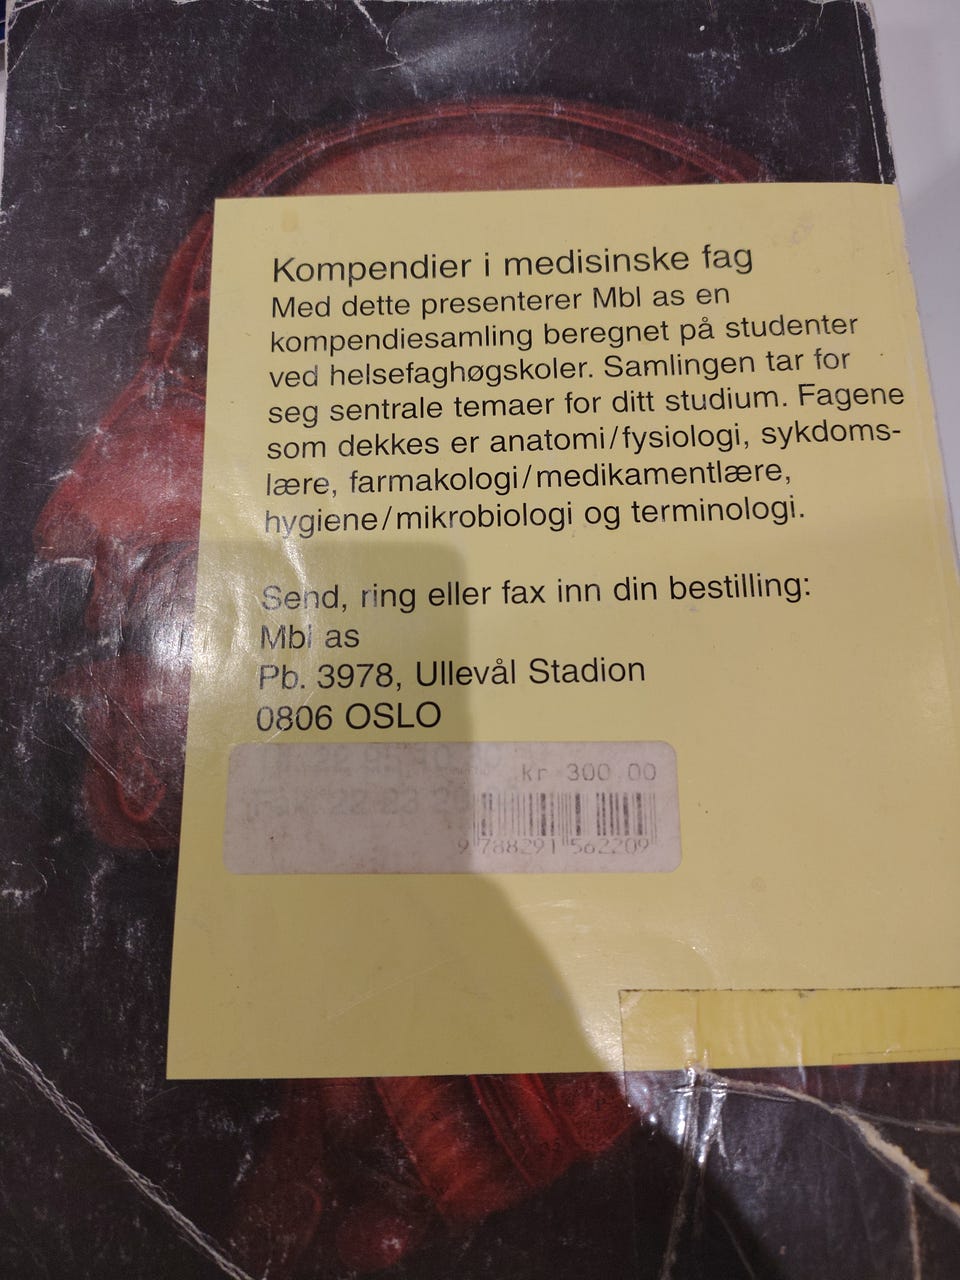 Kompendier i medisinske fag
Med dette presenterer Mbl as en
kompendiesamling beregnet på studenter
ved helsefaghøgskoler. Samlingen tar for
seg sentrale temaer for ditt studium. Fagene
som dekkes er anatomi/fysiologi, sykdoms-
lære, farmakologi/medikamentlære,
hygiene/mikrobiologi og terminologi.
Send, ring eller fax inn din bestilling:
Mbl as
Pb. 3978, Ullevål Stadion
0806 OSLO
kr 300.00
9 788291 562209